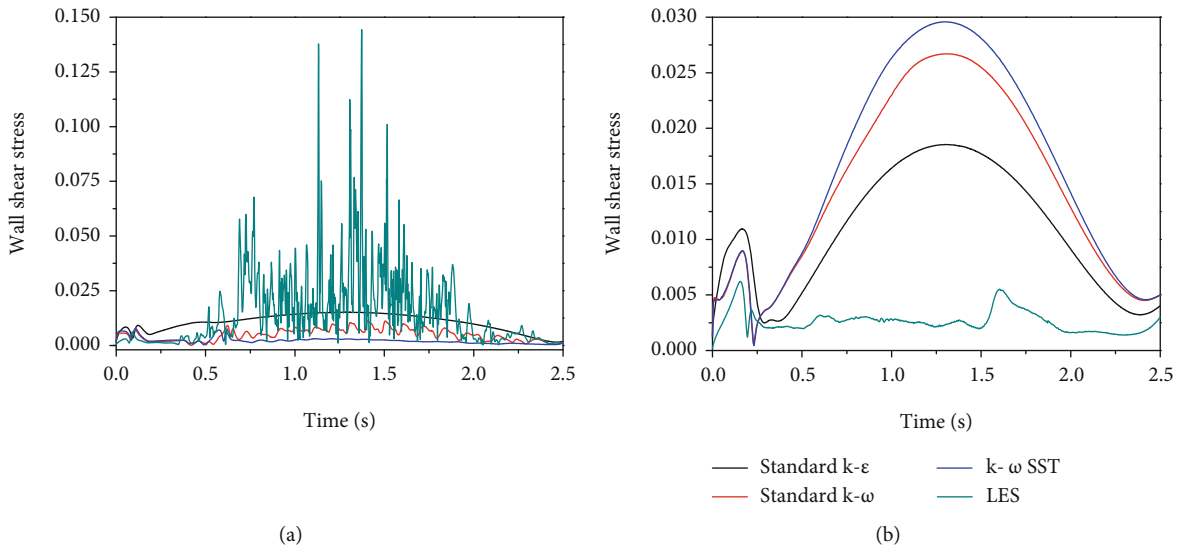 0.150
0.125
0.100
0.075
0.050
0.025
0.000
Wall shear stress
0.0 0.5 1.0 1.5 2.0 2.5
Time (s)
(a)
0.030
0.025
0.020
0.015
0.010
0.005
0.000
Wall shear stress
0.0 0.5 1.0 1.5 2.0 2.5
Time (s)
Standard k-ε
Standard k-ω
k- ω SST
LES
(b)